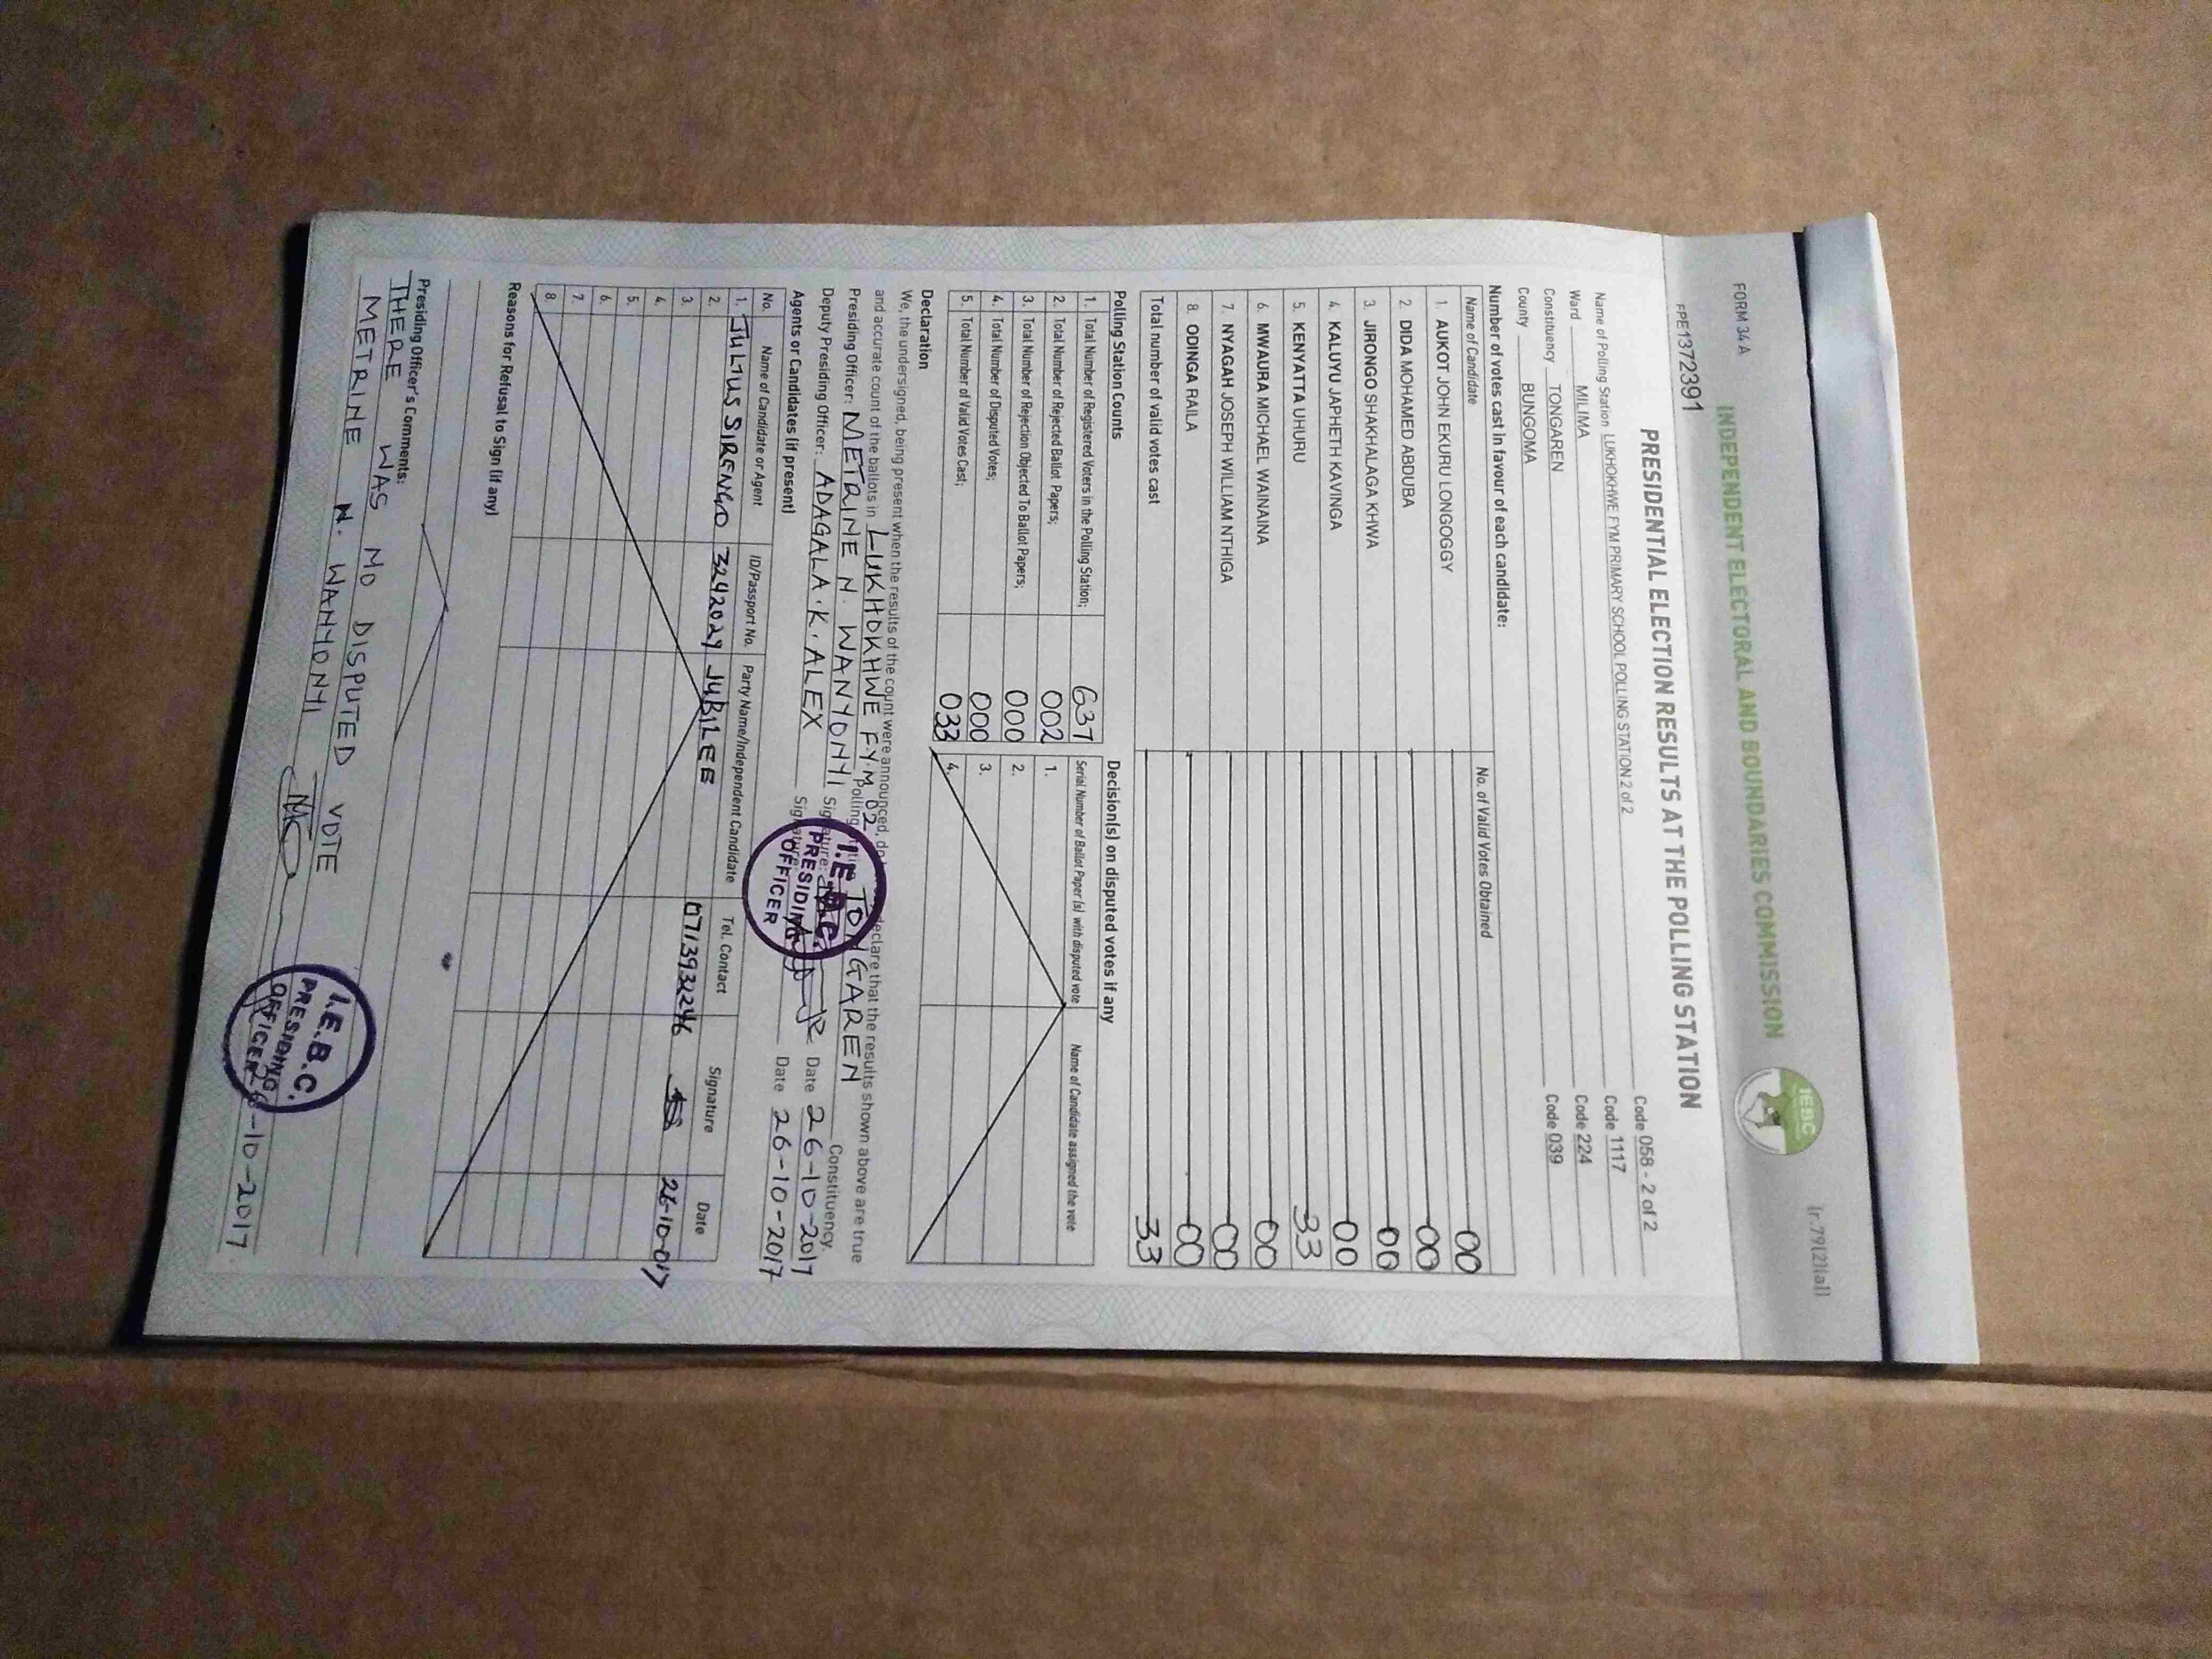 FORM 34 A
(r.79(2)(a))
INDEPENDENT ELECTORAL AND BOUNDARIES COMMISSION
IEBC
PE1372391
PRESIDENTIAL ELECTION RESULTS AT THE POLLING STATION
Name of Polling Station LUKHOKHWE FYM PRIMARY SCHOOL POLLING STATION 2 of 2 Code 058 - 2 of 2
Ward MILIMA Code 1117
Constituency TONGAREN Code 224
County BUNGOMA Code 039
Number of votes cast in favour of each candidate:
Name of Candidate No. of Valid Votes Obtained
1. AUKOT JOHN EKURU LONGOGGY 00
2. DIDA MOHAMED ABDUBA 00
3. JIRONGO SHAKHALAGA KHWA 00
4. KALUYU JAPHETH KAVINGA 00
5. KENYATTA UHURU 33
6. MWAURA MICHAEL WAINAINA 00
7. NYAGAH JOSEPH WILLIAM NTHIGA 00
8. ODINGA RAILA 00
Total number of valid votes cast 33
Polling Station Counts
1. Total Number of Registered Voters in the Polling Station; 637
2. Total Number of Rejected Ballot Papers; 002
3. Total Number of Rejection Objected To Ballot Papers; 000
4. Total Number of Disputed Votes; 000
5. Total Number of Valid Votes Cast; 033
Decision(s) on disputed votes if any
Serial Number of Ballot Paper (s) with disputed vote Name of Candidate assigned the vote
1.
2.
3.
4.
Declaration
We, the undersigned, being present when the results of the count were announced, do declare that the results shown above are true
and accurate count of the ballots in LUKHOKHWE F.Y.M 02 Polling TONGAREN Constituency.
Presiding Officer: METRINE N. WANYONYI Signature: Date 26-10-2017
Deputy Presiding Officer: ADAGALA.K.ALEX Signature: Date 26-10-2017
I.E.B.C.
PRESIDING
OFFICER
Agents or Candidates (if present)
No. Name of Candidate or Agent ID/Passport No. Party Name/Independent Candidate Tel. Contact Signature Date
1. JULIUS SIRENGO 3242029 JUBILEE 0713932246 26-10-017
2.
3.
4.
5.
6.
7.
8.
Reasons for Refusal to Sign (if any)
Presiding Officer's Comments:
THERE WAS NO DISPUTED VOTE
METRINE N. WANYONYI
26-10-2017
I.E.B.C.
PRESIDING
OFFICER